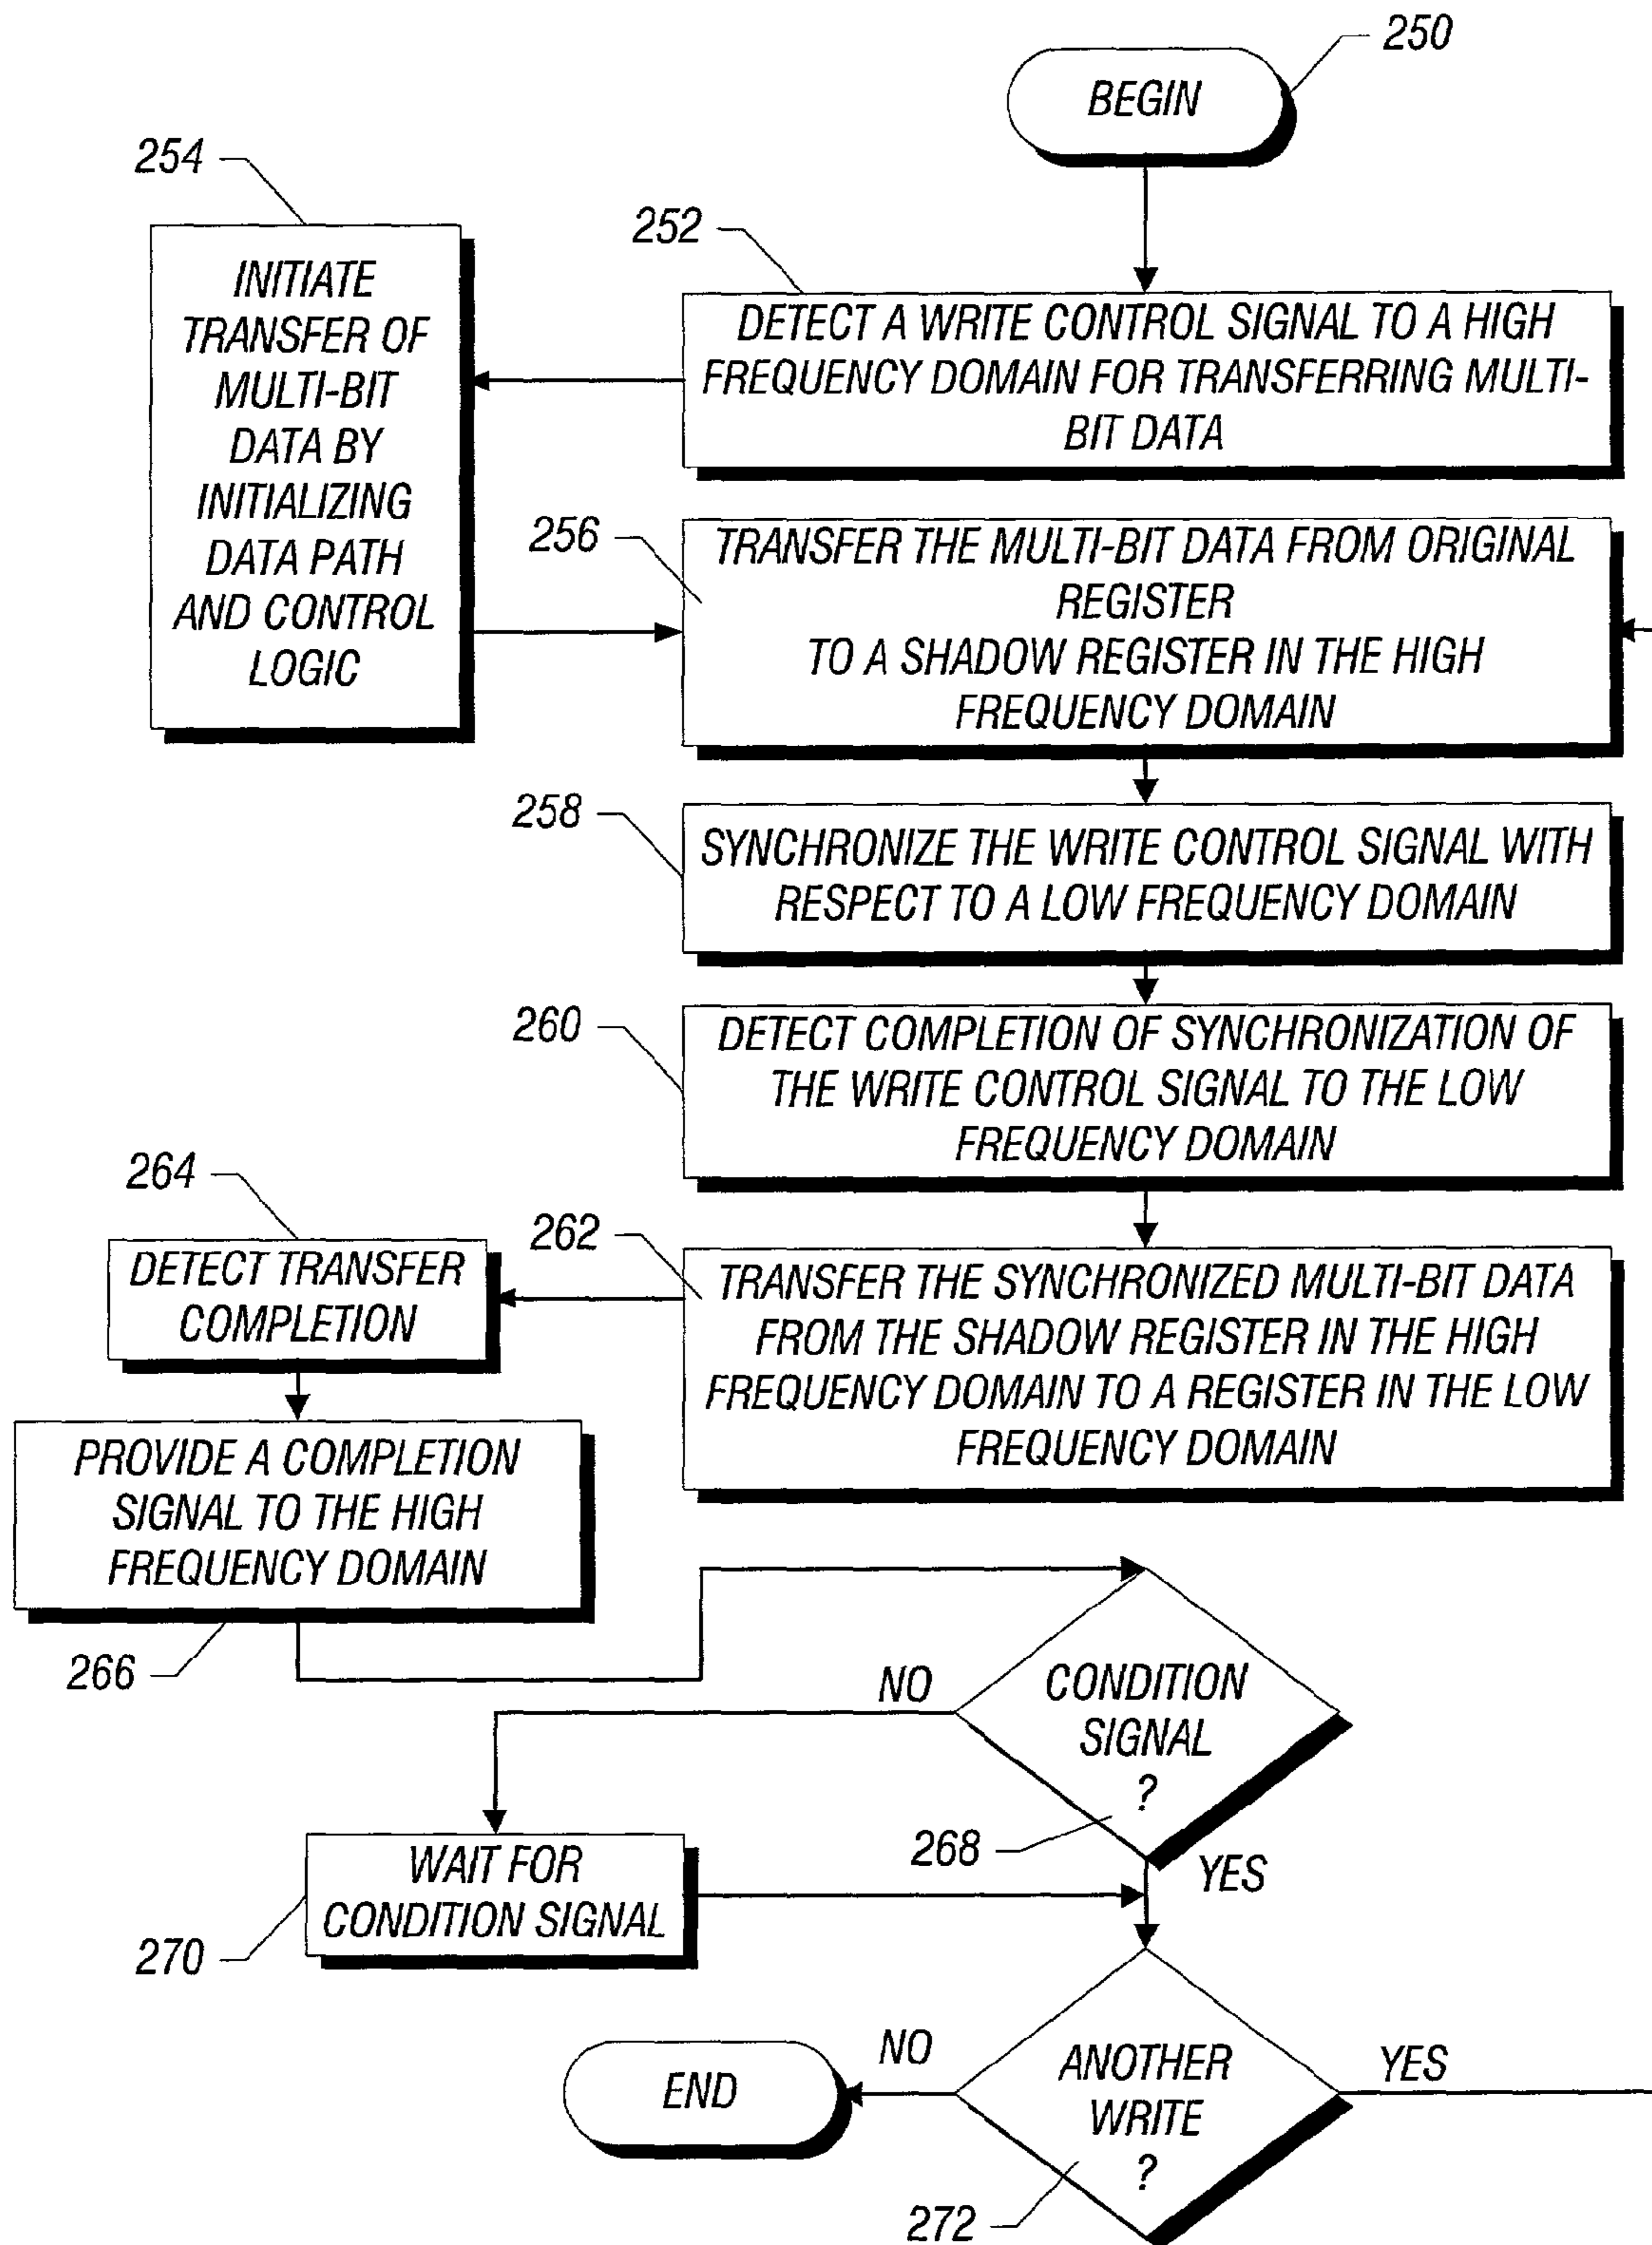 250
BEGIN
254
252
INITIATE
TRANSFER OF
MULTI-BIT
DATA BY
INITIALIZING
DATA PATH
AND CONTROL
LOGIC
DETECT A WRITE CONTROL SIGNAL TO A HIGH
FREQUENCY DOMAIN FOR TRANSFERRING MULTI-
BIT DATA
256
TRANSFER THE MULTI-BIT DATA FROM ORIGINAL
REGISTER
TO A SHADOW REGISTER IN THE HIGH
FREQUENCY DOMAIN
258
SYNCHRONIZE THE WRITE CONTROL SIGNAL WITH
RESPECT TO A LOW FREQUENCY DOMAIN
260
DETECT COMPLETION OF SYNCHRONIZATION OF
THE WRITE CONTROL SIGNAL TO THE LOW
FREQUENCY DOMAIN
264
262
DETECT TRANSFER
COMPLETION
TRANSFER THE SYNCHRONIZED MULTI-BIT DATA
FROM THE SHADOW REGISTER IN THE HIGH
FREQUENCY DOMAIN TO A REGISTER IN THE LOW
FREQUENCY DOMAIN
PROVIDE A COMPLETION
SIGNAL TO THE HIGH
FREQUENCY DOMAIN
266
NO
CONDITION
SIGNAL
?
268
YES
WAIT FOR
CONDITION SIGNAL
270
NO
END
ANOTHER
WRITE
?
YES
272